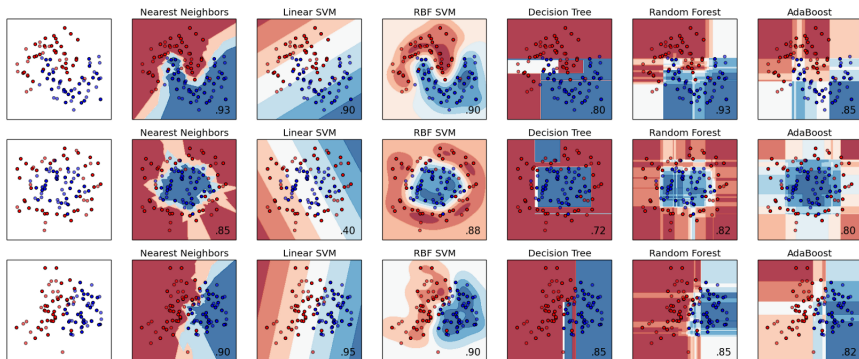 Nearest Neighbors Linear SVM RBF SVM Decision Tree Random Forest AdaBoost
.93 .90 .90 .80 .93 .85
Nearest Neighbors Linear SVM RBF SVM Decision Tree Random Forest AdaBoost
.85 .40 .88 .72 .82 .80
Nearest Neighbors Linear SVM RBF SVM Decision Tree Random Forest AdaBoost
.90 .95 .90 .85 .85 .82